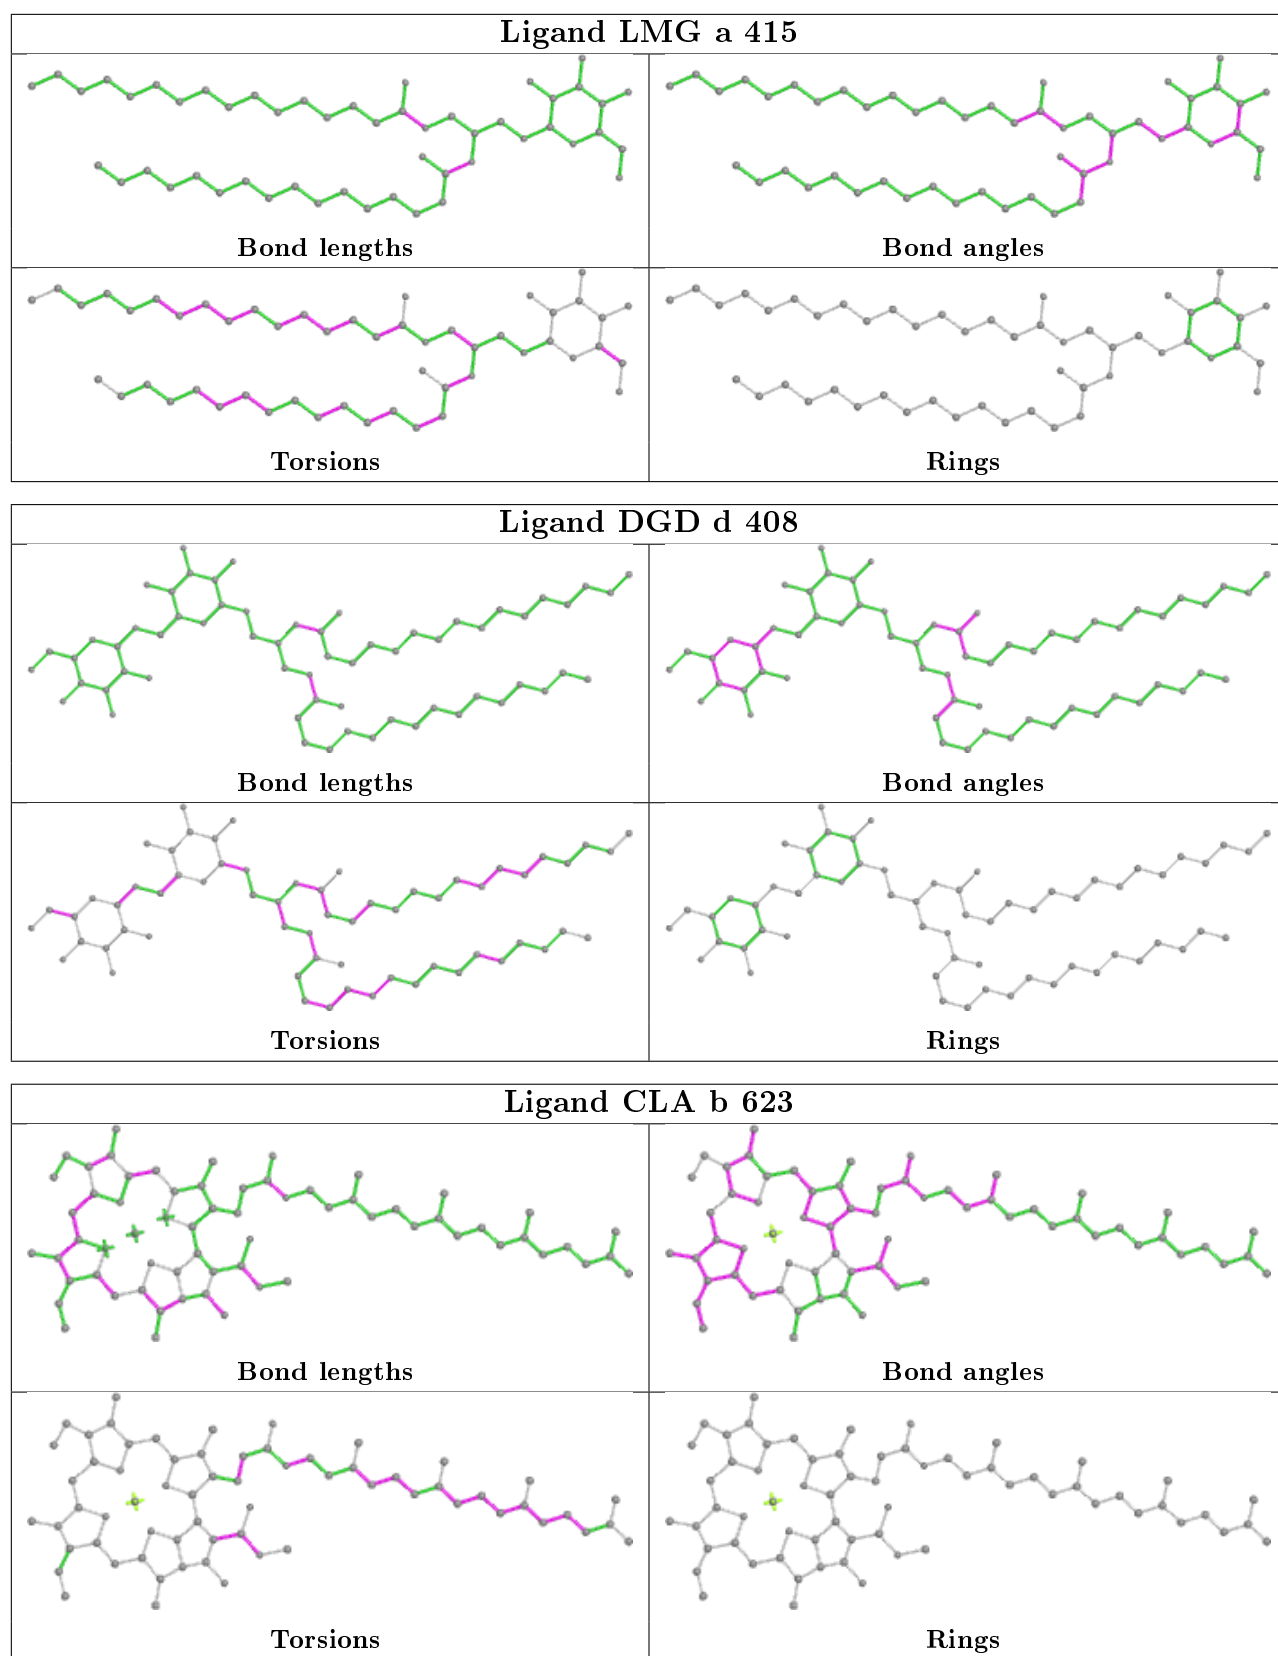 Ligand LMG a 415
Bond lengths
Bond angles
Torsions
Rings
Ligand DGD d 408
Bond lengths
Bond angles
Torsions
Rings
Ligand CLA b 623
Bond lengths
Bond angles
Torsions
Rings